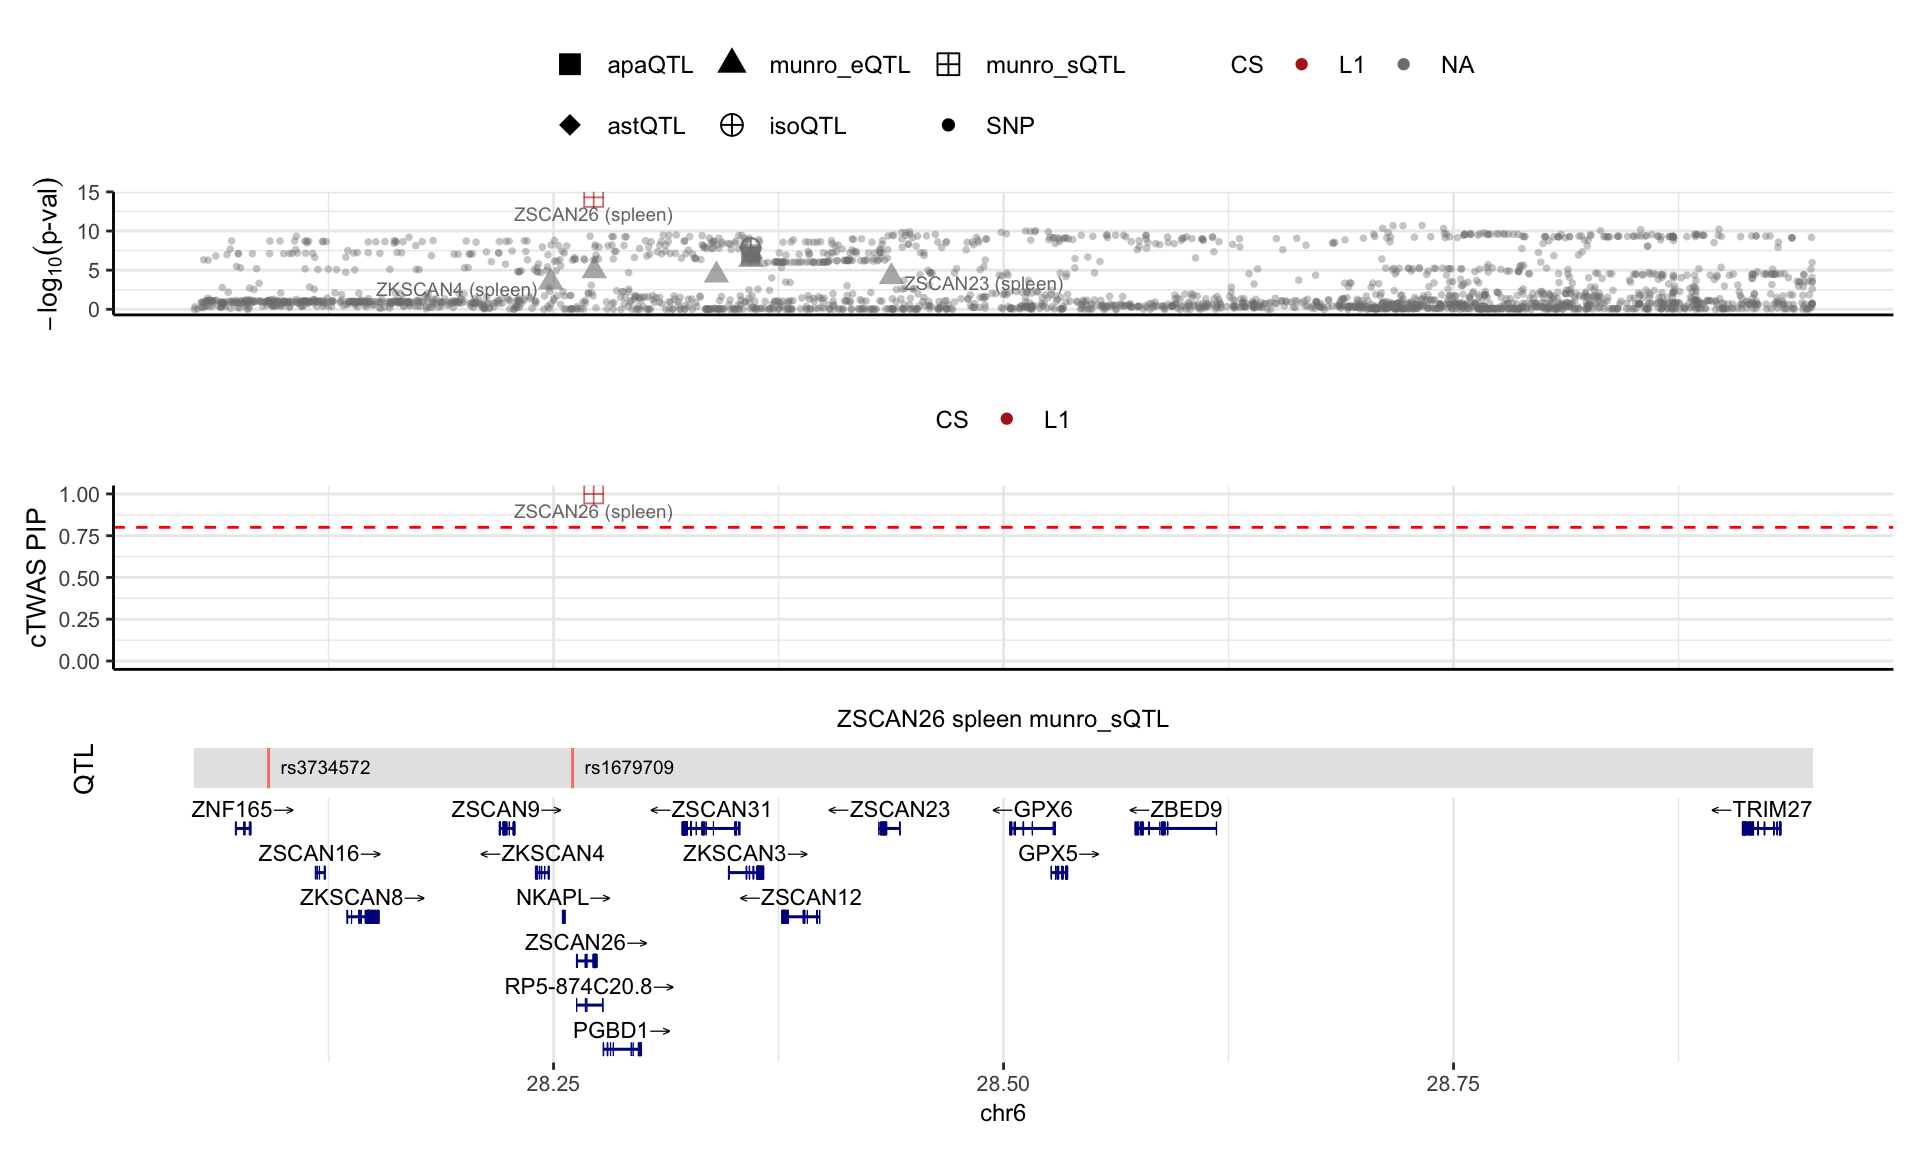 apaQTL munro_eQTL munro_sQTL CS L1 NA
astQTL isoQTL SNP
−log10(p-val)
15
10
5
0
ZSCAN26 (spleen)
ZKSCAN4 (spleen)
ZSCAN23 (spleen)
CS L1
cTWAS PIP
1.00
0.75
0.50
0.25
0.00
ZSCAN26 (spleen)
ZSCAN26 spleen munro_sQTL
QTL
rs3734572 rs1679709
ZNF165→ ZSCAN9→ ←ZSCAN31 ←ZSCAN23 ←GPX6 ←ZBED9 ←TRIM27
ZSCAN16→ ←ZKSCAN4 ZKSCAN3→ GPX5→
ZKSCAN8→ NKAPL→ ←ZSCAN12
ZSCAN26→
RP5-874C20.8→
PGBD1→
28.25 28.50 28.75
chr6